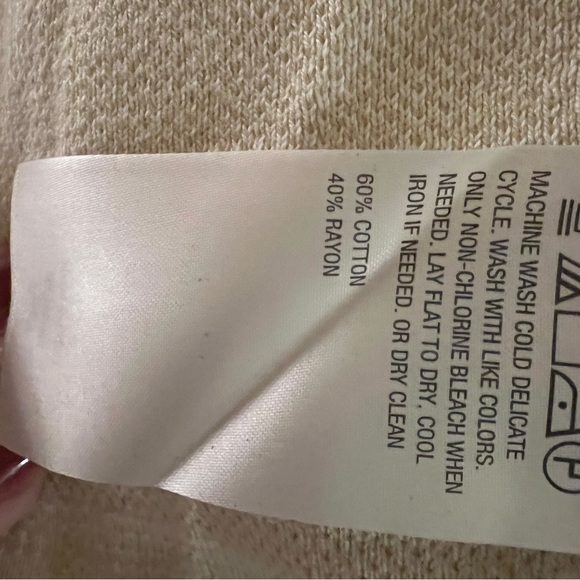 MACHINE WASH COLD DELICATE
CYCLE. WASH WITH LIKE COLORS.
ONLY NON-CHLORINE BLEACH WHEN
NEEDED. LAY FLAT TO DRY. COOL
IRON IF NEEDED. OR DRY CLEAN
60% COTTON
40% RAYON
P